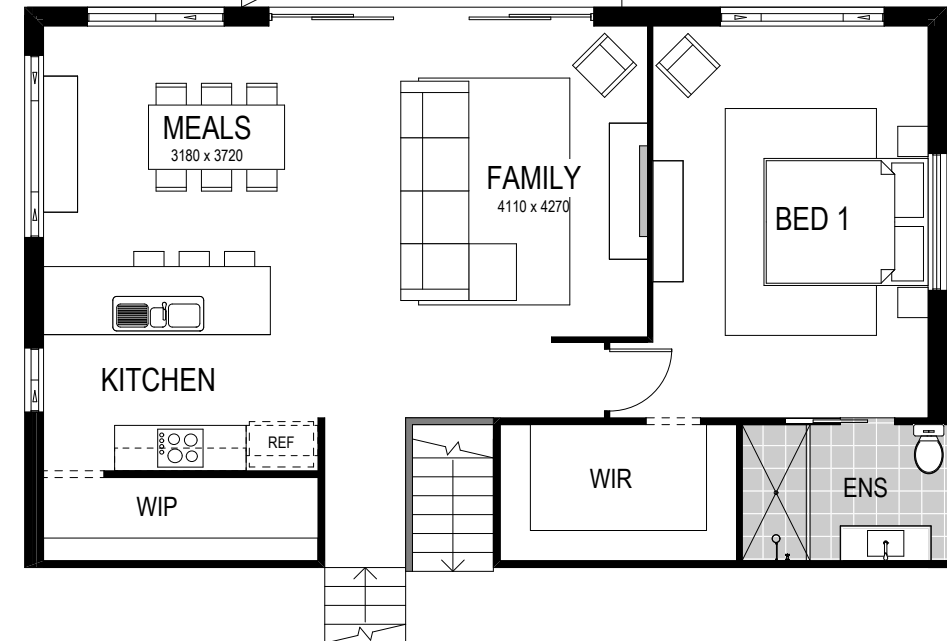 MEALS
3180 x 3720
FAMILY
4110 x 4270
BED 1
KITCHEN
REF
WIP
WIR
ENS